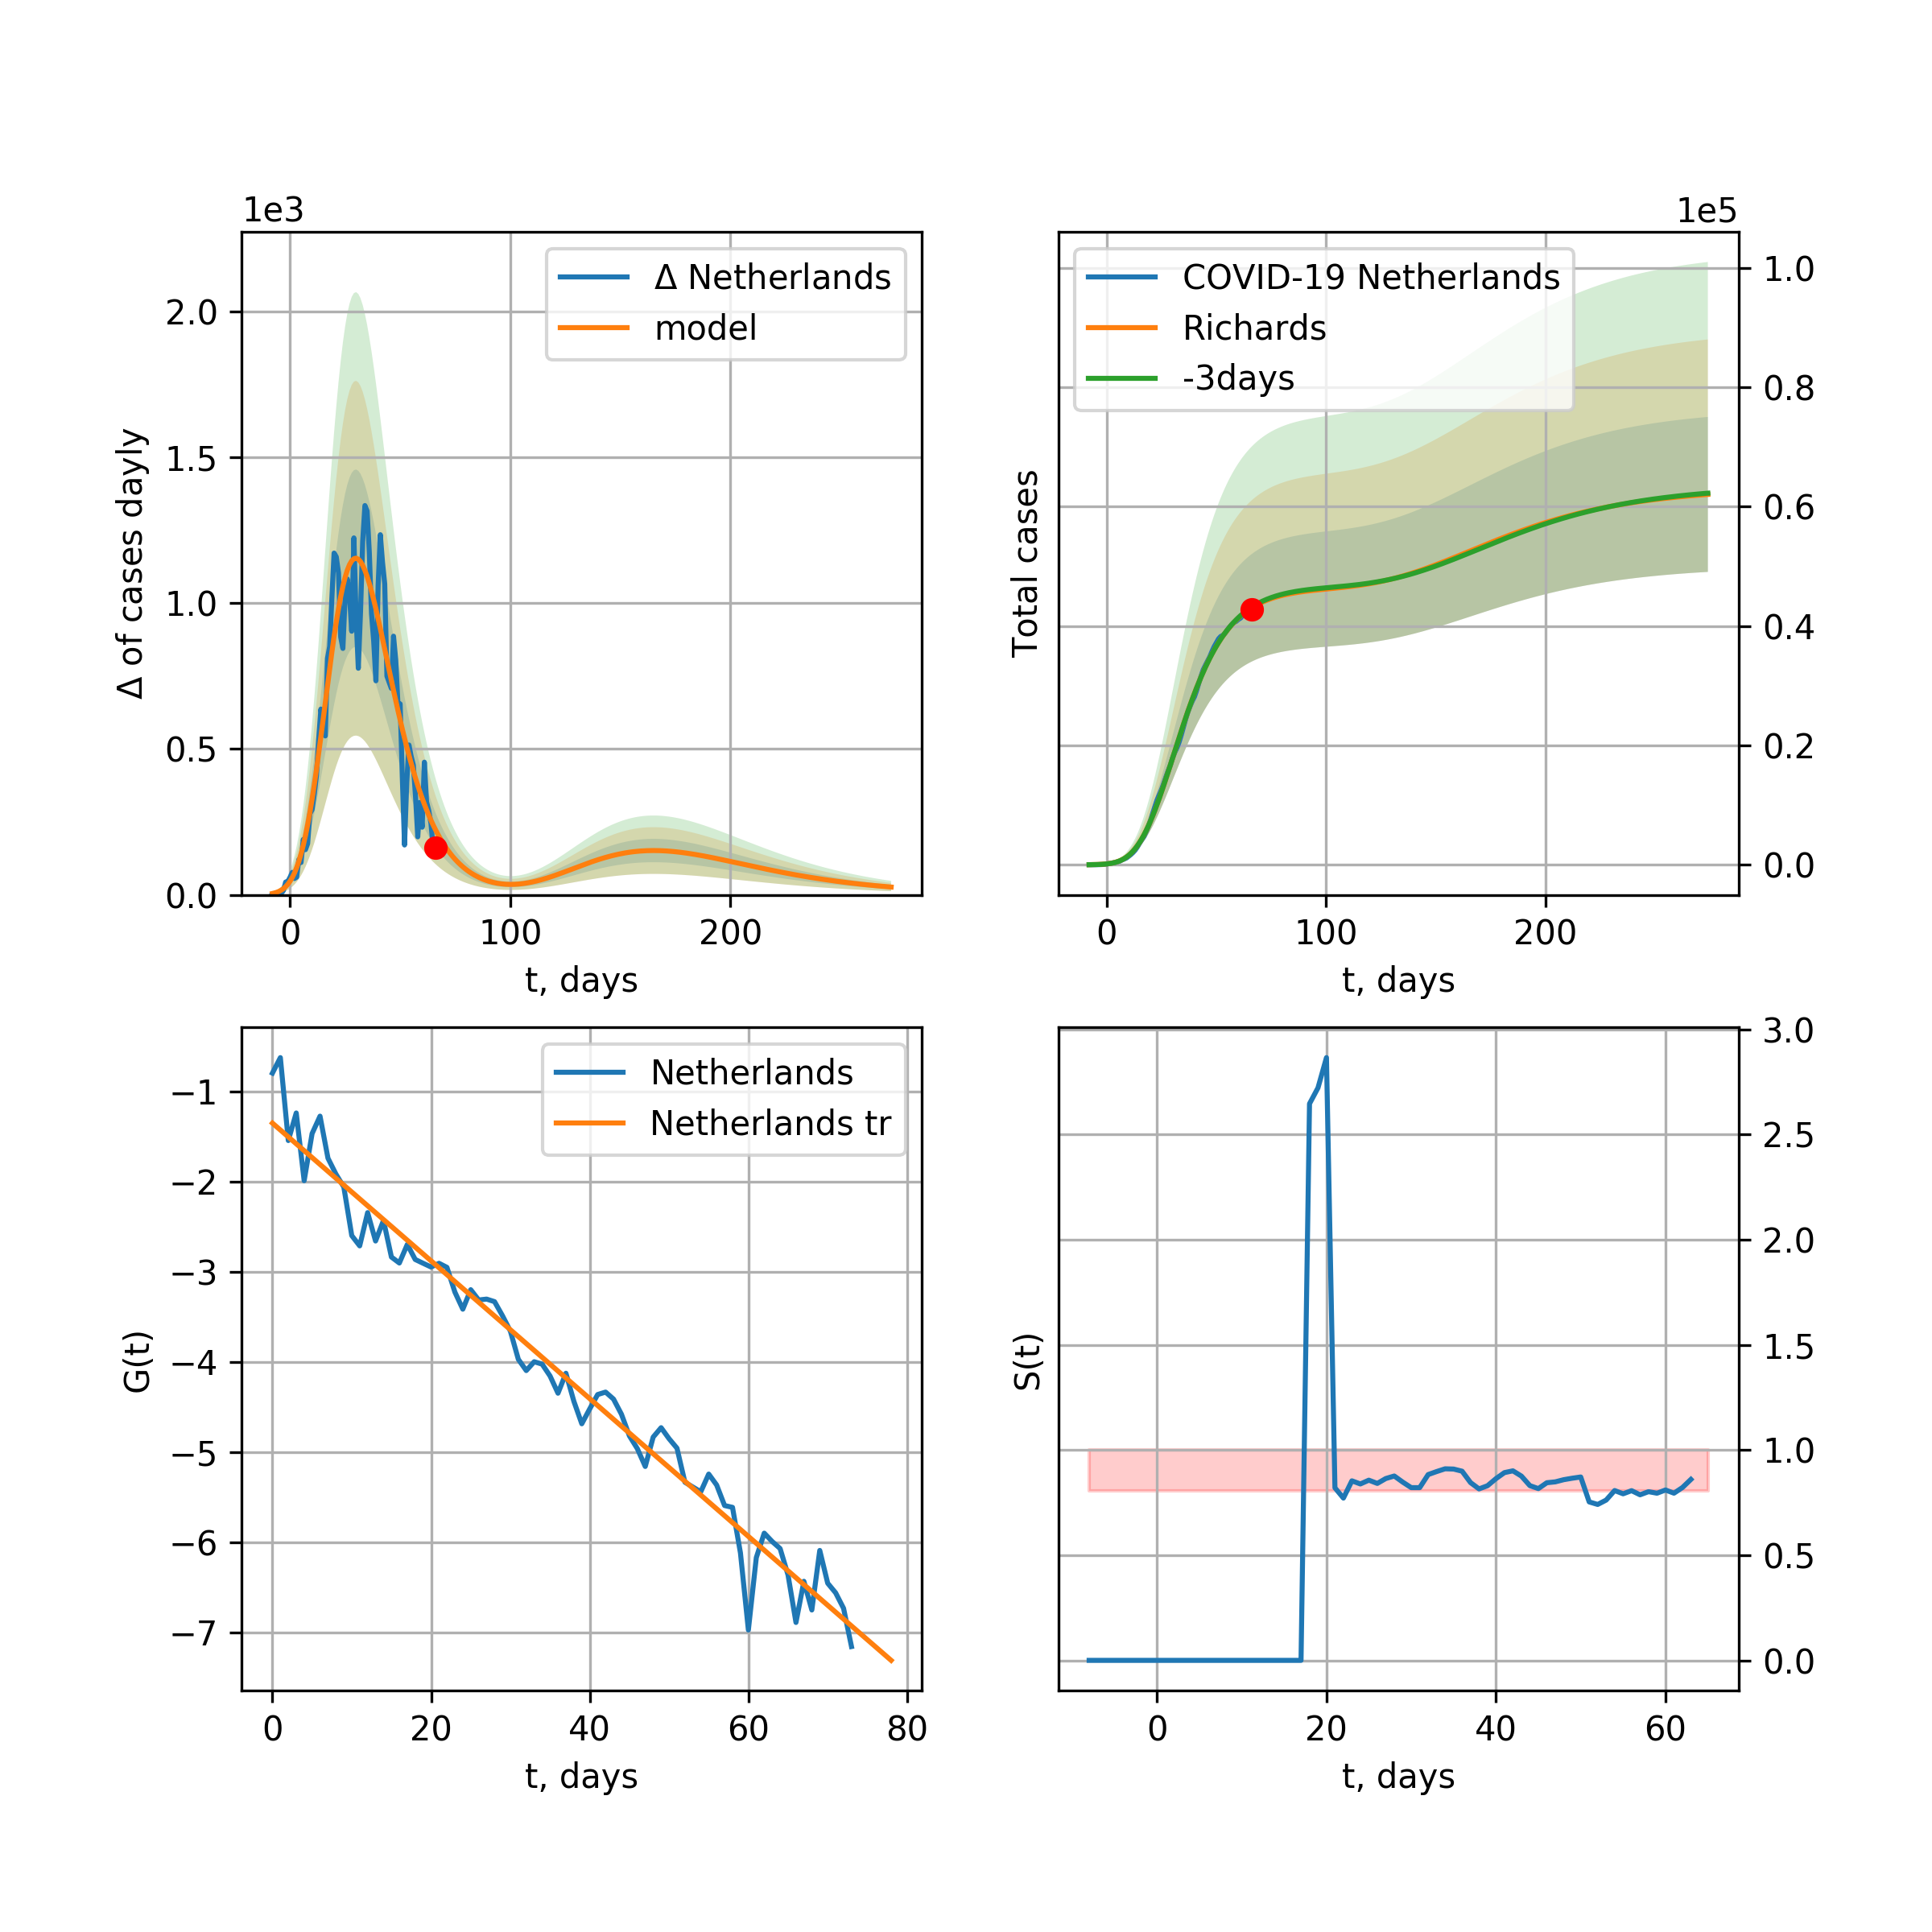 1e3
Δ Netherlands
model
2.0
1.5
1.0
0.5
0.0
Δ of cases dayly
0
100
200
t, days
1e5
COVID-19 Netherlands
Richards
-3days
1.0
0.8
0.6
0.4
0.2
0.0
Total cases
0
100
200
t, days
Netherlands
Netherlands tr
−1
−2
−3
−4
−5
−6
−7
G(t)
0
20
40
60
80
t, days
3.0
2.5
2.0
1.5
1.0
0.5
0.0
S(t)
0
20
40
60
t, days